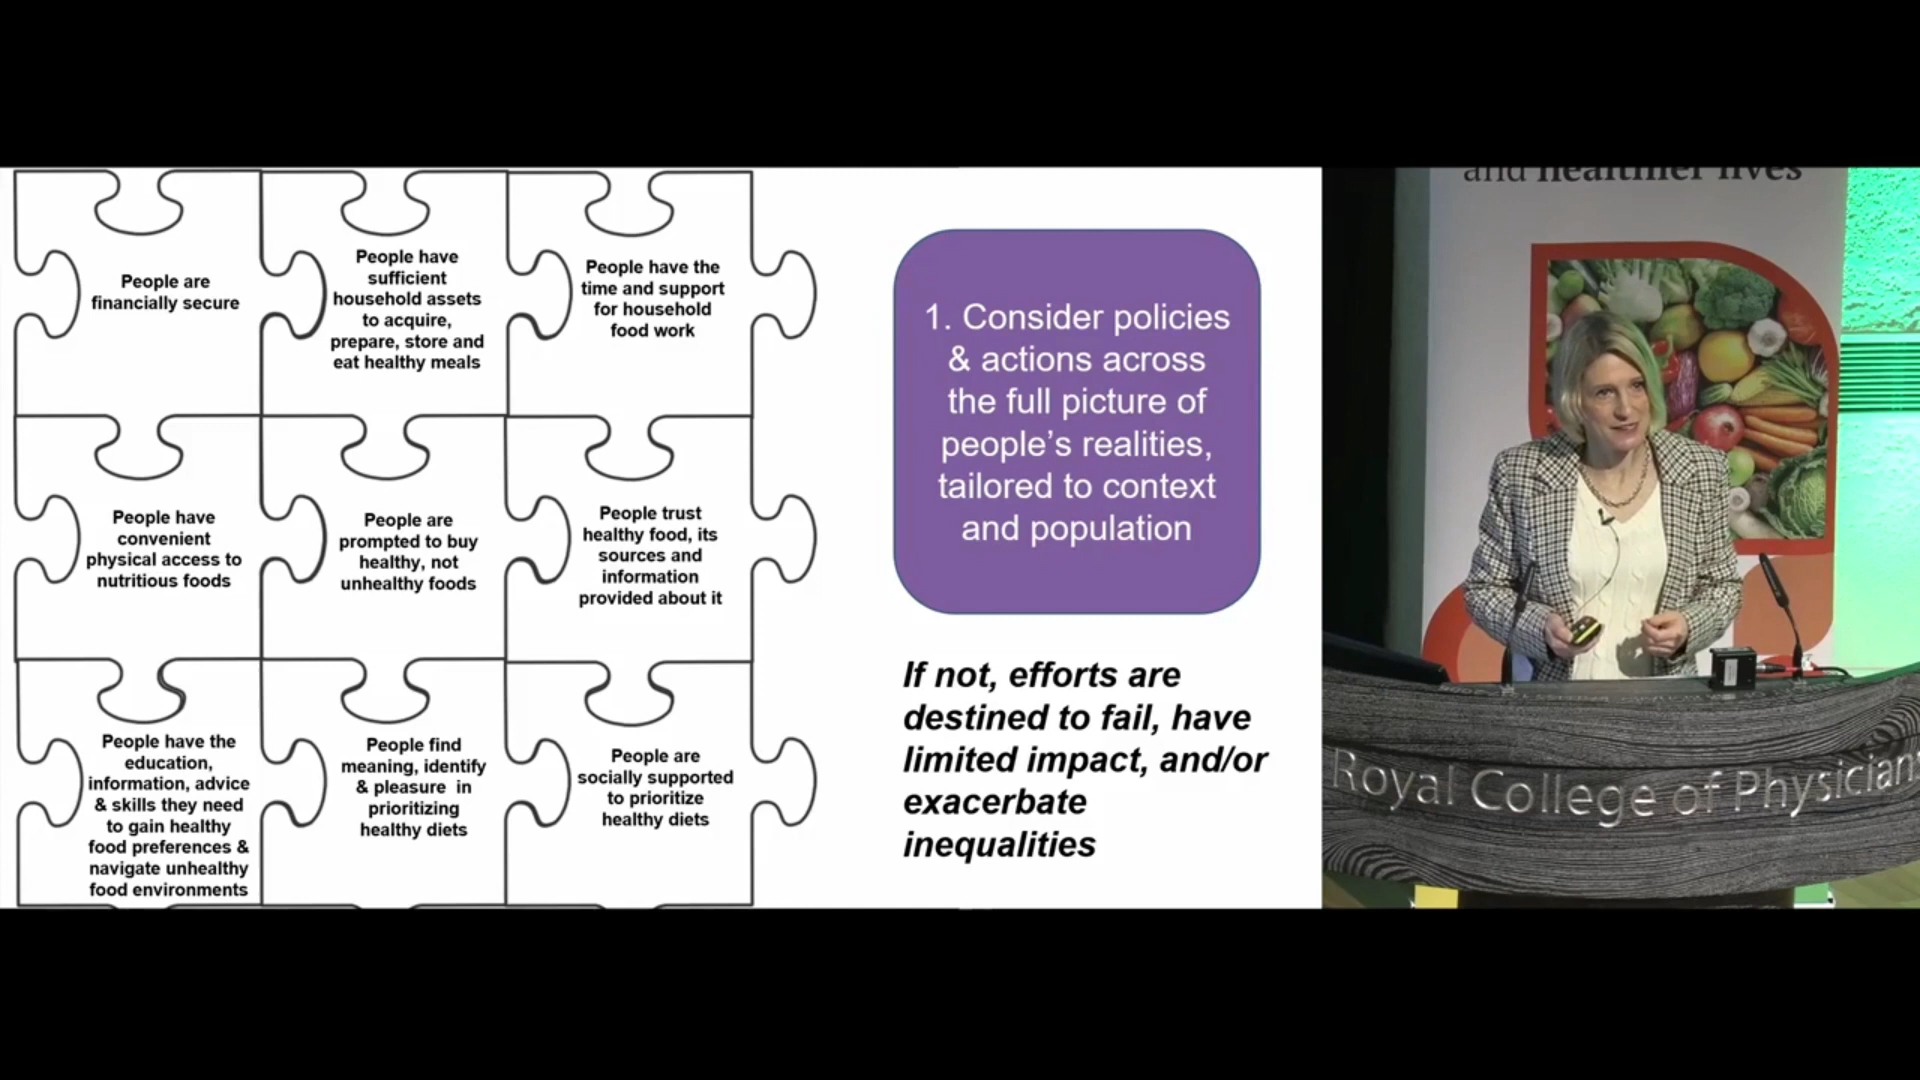 People are
financially secure
People have
sufficient
household assets
to acquire,
prepare, store and
eat healthy meals
People have the
time and support
for household
food work
People have
convenient
physical access to
nutritious foods
People are
prompted to buy
healthy, not
unhealthy foods
People trust
healthy food, its
sources and
information
provided about it
People have the
education,
information, advice
& skills they need
to gain healthy
food preferences &
navigate unhealthy
food environments
People find
meaning, identify
& pleasure in
prioritizing
healthy diets
People are
socially supported
to prioritize
healthy diets
1. Consider policies
& actions across
the full picture of
people’s realities,
tailored to context
and population
If not, efforts are
destined to fail, have
limited impact, and/or
exacerbate
inequalities
and healthier lives
Royal College of Physicians